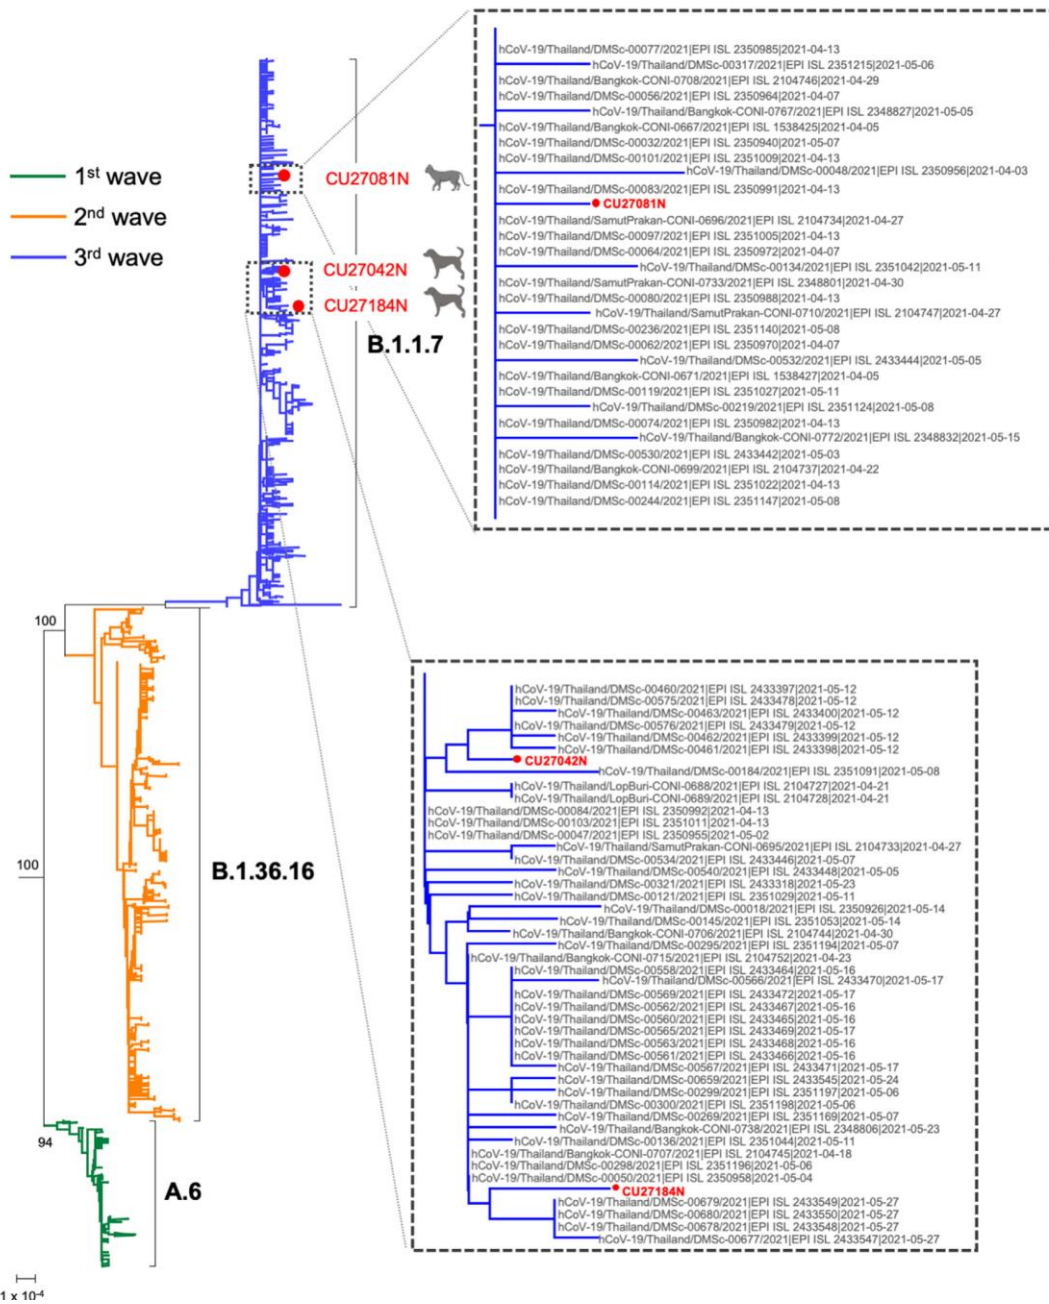 1st wave
2nd wave
3rd wave
CU27081N
CU27042N
CU27184N
B.1.1.7
100
B.1.36.16
100
94
A.6
1 x 10-4
hCoV-19/Thailand/DMSc-00077/2021|EPI ISL 2350985|2021-04-13
hCoV-19/Thailand/DMSc-00317/2021|EPI ISL 2351215|2021-05-06
hCoV-19/Thailand/Bangkok-CONI-0708/2021|EPI ISL 2104746|2021-04-29
hCoV-19/Thailand/DMSc-00056/2021|EPI ISL 2350964|2021-04-07
hCoV-19/Thailand/Bangkok-CONI-0767/2021|EPI ISL 2348827|2021-05-05
hCoV-19/Thailand/Bangkok-CONI-0667/2021|EPI ISL 1538425|2021-04-05
hCoV-19/Thailand/DMSc-00032/2021|EPI ISL 2350940|2021-05-07
hCoV-19/Thailand/DMSc-00101/2021|EPI ISL 2351009|2021-04-13
hCoV-19/Thailand/DMSc-00048/2021|EPI ISL 2350956|2021-04-03
hCoV-19/Thailand/DMSc-00083/2021|EPI ISL 2350991|2021-04-13
CU27081N
hCoV-19/Thailand/SamutPrakan-CONI-0696/2021|EPI ISL 2104734|2021-04-27
hCoV-19/Thailand/DMSc-00097/2021|EPI ISL 2351005|2021-04-13
hCoV-19/Thailand/DMSc-00064/2021|EPI ISL 2350972|2021-04-07
hCoV-19/Thailand/DMSc-00134/2021|EPI ISL 2351042|2021-05-11
hCoV-19/Thailand/SamutPrakan-CONI-0733/2021|EPI ISL 2348801|2021-04-30
hCoV-19/Thailand/DMSc-00080/2021|EPI ISL 2350988|2021-04-13
hCoV-19/Thailand/SamutPrakan-CONI-0710/2021|EPI ISL 2104747|2021-04-27
hCoV-19/Thailand/DMSc-00236/2021|EPI ISL 2351140|2021-05-08
hCoV-19/Thailand/DMSc-00062/2021|EPI ISL 2350970|2021-04-07
hCoV-19/Thailand/DMSc-00532/2021|EPI ISL 2433444|2021-05-05
hCoV-19/Thailand/Bangkok-CONI-0671/2021|EPI ISL 1538427|2021-04-05
hCoV-19/Thailand/DMSc-00119/2021|EPI ISL 2351027|2021-05-11
hCoV-19/Thailand/DMSc-00219/2021|EPI ISL 2351124|2021-05-08
hCoV-19/Thailand/DMSc-00074/2021|EPI ISL 2350982|2021-04-13
hCoV-19/Thailand/Bangkok-CONI-0772/2021|EPI ISL 2348832|2021-05-15
hCoV-19/Thailand/DMSc-00530/2021|EPI ISL 2433442|2021-05-03
hCoV-19/Thailand/Bangkok-CONI-0699/2021|EPI ISL 2104737|2021-04-22
hCoV-19/Thailand/DMSc-00114/2021|EPI ISL 2351022|2021-04-13
hCoV-19/Thailand/DMSc-00244/2021|EPI ISL 2351147|2021-05-08
hCoV-19/Thailand/DMSc-00460/2021|EPI ISL 2433397|2021-05-12
hCoV-19/Thailand/DMSc-00575/2021|EPI ISL 2433478|2021-05-12
hCoV-19/Thailand/DMSc-00463/2021|EPI ISL 2433400|2021-05-12
hCoV-19/Thailand/DMSc-00576/2021|EPI ISL 2433479|2021-05-12
hCoV-19/Thailand/DMSc-00462/2021|EPI ISL 2433399|2021-05-12
hCoV-19/Thailand/DMSc-00461/2021|EPI ISL 2433398|2021-05-12
CU27042N
hCoV-19/Thailand/DMSc-00184/2021|EPI ISL 2351091|2021-05-08
hCoV-19/Thailand/LopBuri-CONI-0688/2021|EPI ISL 2104727|2021-04-21
hCoV-19/Thailand/LopBuri-CONI-0689/2021|EPI ISL 2104728|2021-04-21
hCoV-19/Thailand/DMSc-00084/2021|EPI ISL 2350992|2021-04-13
hCoV-19/Thailand/DMSc-00103/2021|EPI ISL 2351011|2021-04-13
hCoV-19/Thailand/DMSc-00047/2021|EPI ISL 2350955|2021-05-02
hCoV-19/Thailand/SamutPrakan-CONI-0695/2021|EPI ISL 2104733|2021-04-27
hCoV-19/Thailand/DMSc-00534/2021|EPI ISL 2433446|2021-05-07
hCoV-19/Thailand/DMSc-00540/2021|EPI ISL 2433448|2021-05-05
hCoV-19/Thailand/DMSc-00321/2021|EPI ISL 2433318|2021-05-23
hCoV-19/Thailand/DMSc-00121/2021|EPI ISL 2351029|2021-05-11
hCoV-19/Thailand/DMSc-00018/2021|EPI ISL 2350926|2021-05-14
hCoV-19/Thailand/DMSc-00145/2021|EPI ISL 2351053|2021-05-14
hCoV-19/Thailand/Bangkok-CONI-0706/2021|EPI ISL 2104744|2021-04-30
hCoV-19/Thailand/DMSc-00295/2021|EPI ISL 2351194|2021-05-07
hCoV-19/Thailand/Bangkok-CONI-0715/2021|EPI ISL 2104752|2021-04-23
hCoV-19/Thailand/DMSc-00558/2021|EPI ISL 2433464|2021-05-16
hCoV-19/Thailand/DMSc-00566/2021|EPI ISL 2433470|2021-05-17
hCoV-19/Thailand/DMSc-00569/2021|EPI ISL 2433472|2021-05-17
hCoV-19/Thailand/DMSc-00562/2021|EPI ISL 2433467|2021-05-16
hCoV-19/Thailand/DMSc-00560/2021|EPI ISL 2433465|2021-05-16
hCoV-19/Thailand/DMSc-00565/2021|EPI ISL 2433469|2021-05-17
hCoV-19/Thailand/DMSc-00563/2021|EPI ISL 2433468|2021-05-16
hCoV-19/Thailand/DMSc-00561/2021|EPI ISL 2433466|2021-05-16
hCoV-19/Thailand/DMSc-00567/2021|EPI ISL 2433471|2021-05-17
hCoV-19/Thailand/DMSc-00659/2021|EPI ISL 2433545|2021-05-24
hCoV-19/Thailand/DMSc-00299/2021|EPI ISL 2351197|2021-05-06
hCoV-19/Thailand/DMSc-00300/2021|EPI ISL 2351198|2021-05-06
hCoV-19/Thailand/DMSc-00269/2021|EPI ISL 2351169|2021-05-07
hCoV-19/Thailand/Bangkok-CONI-0738/2021|EPI ISL 2348806|2021-05-23
hCoV-19/Thailand/DMSc-00136/2021|EPI ISL 2351044|2021-05-11
hCoV-19/Thailand/Bangkok-CONI-0707/2021|EPI ISL 2104745|2021-04-18
hCoV-19/Thailand/DMSc-00298/2021|EPI ISL 2351196|2021-05-06
hCoV-19/Thailand/DMSc-00050/2021|EPI ISL 2350958|2021-05-04
CU27184N
hCoV-19/Thailand/DMSc-00679/2021|EPI ISL 2433549|2021-05-27
hCoV-19/Thailand/DMSc-00680/2021|EPI ISL 2433550|2021-05-27
hCoV-19/Thailand/DMSc-00678/2021|EPI ISL 2433548|2021-05-27
hCoV-19/Thailand/DMSc-00677/2021|EPI ISL 2433547|2021-05-27